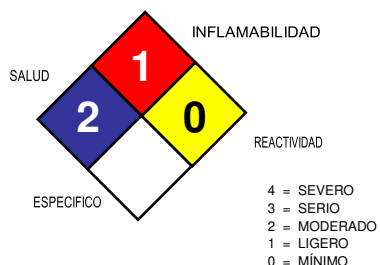 INFLAMABILIDAD
1
SALUD
2
0
REACTIVIDAD
ESPECIFICO
4 = SEVERO
3 = SERIO
2 = MODERADO
1 = LIGERO
0 = MÍNIMO